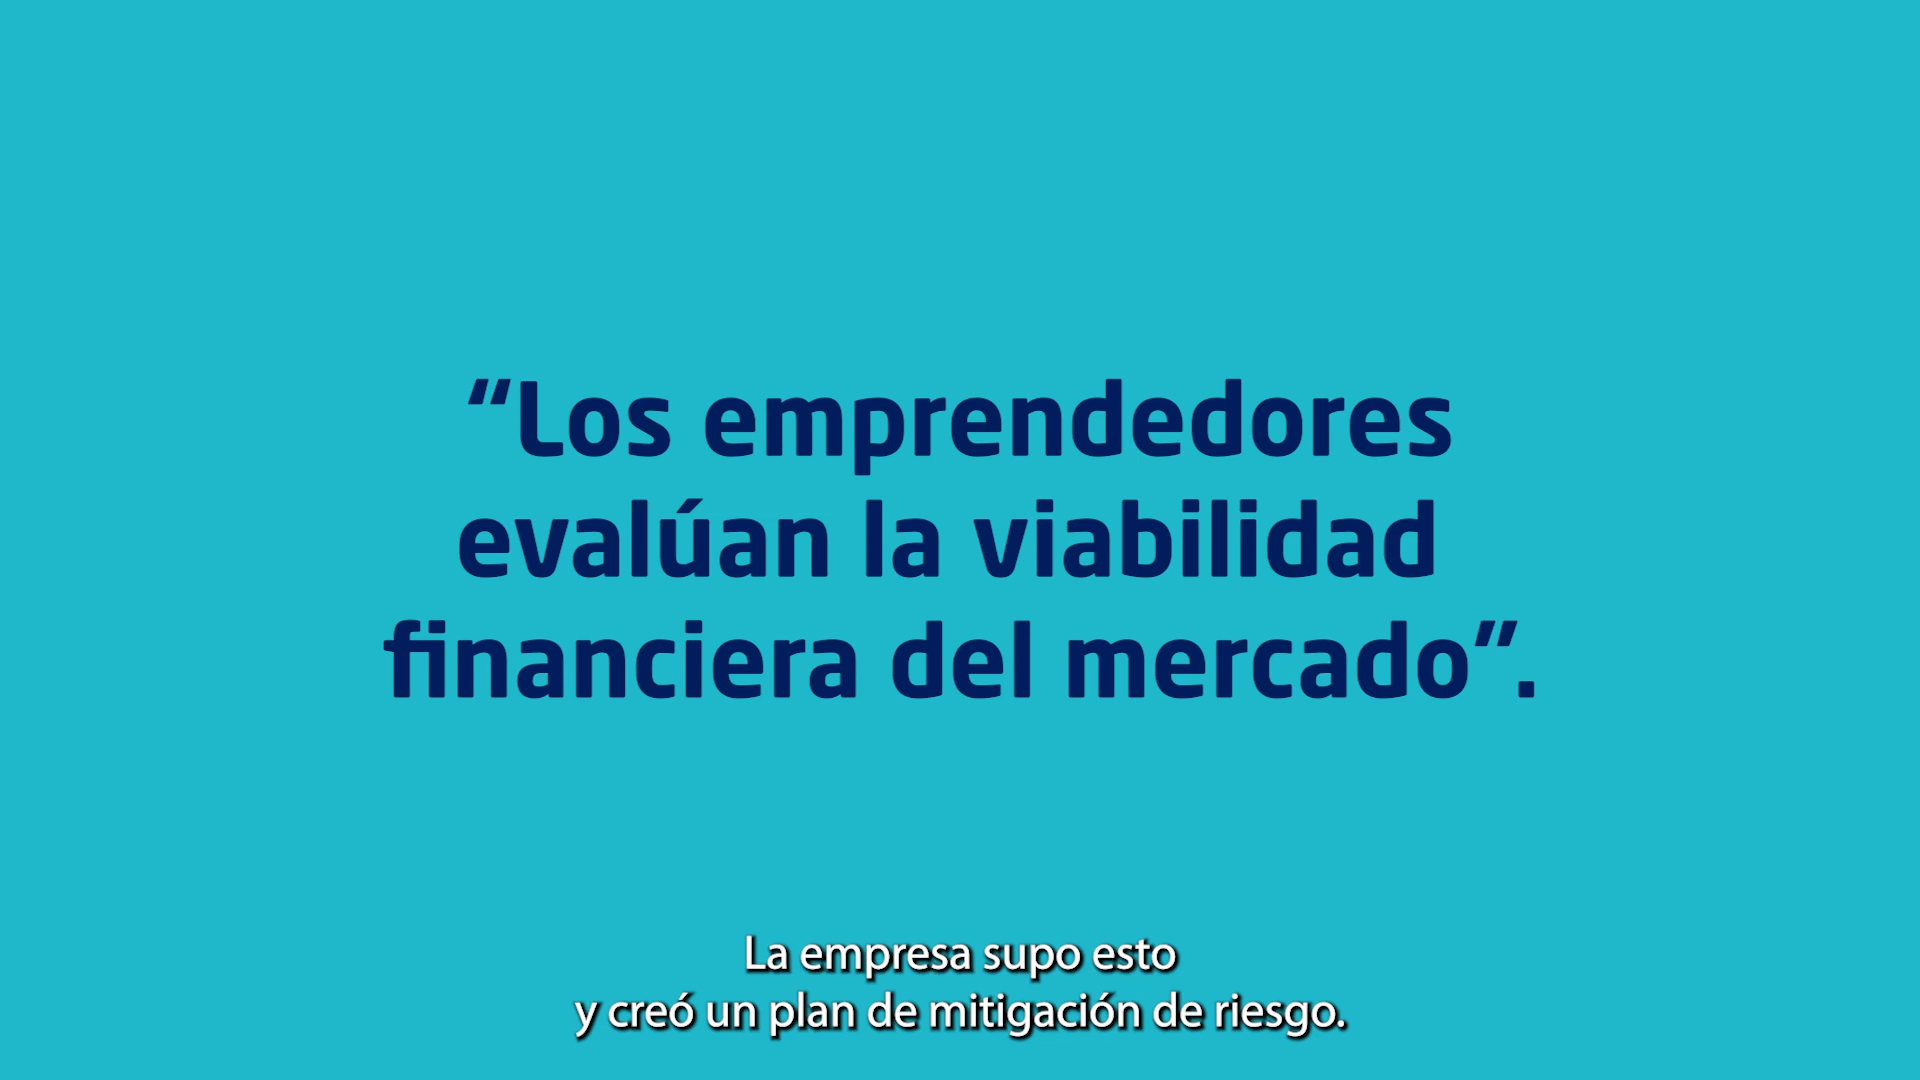 “Los emprendedores
evalúan la viabilidad
financiera del mercado”.
La empresa supo esto
y creó un plan de mitigación de riesgo.